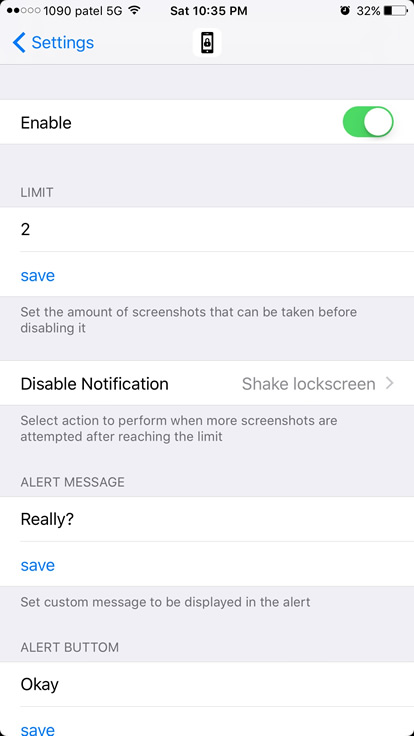 1090 patel 5G Sat 10:35 PM 32%
Settings
Enable
LIMIT
2
save
Set the amount of screenshots that can be taken before
disabling it
Disable Notification Shake lockscreen
Select action to perform when more screenshots are
attempted after reaching the limit
ALERT MESSAGE
Really?
save
Set custom message to be displayed in the alert
ALERT BUTTOM
Okay
save